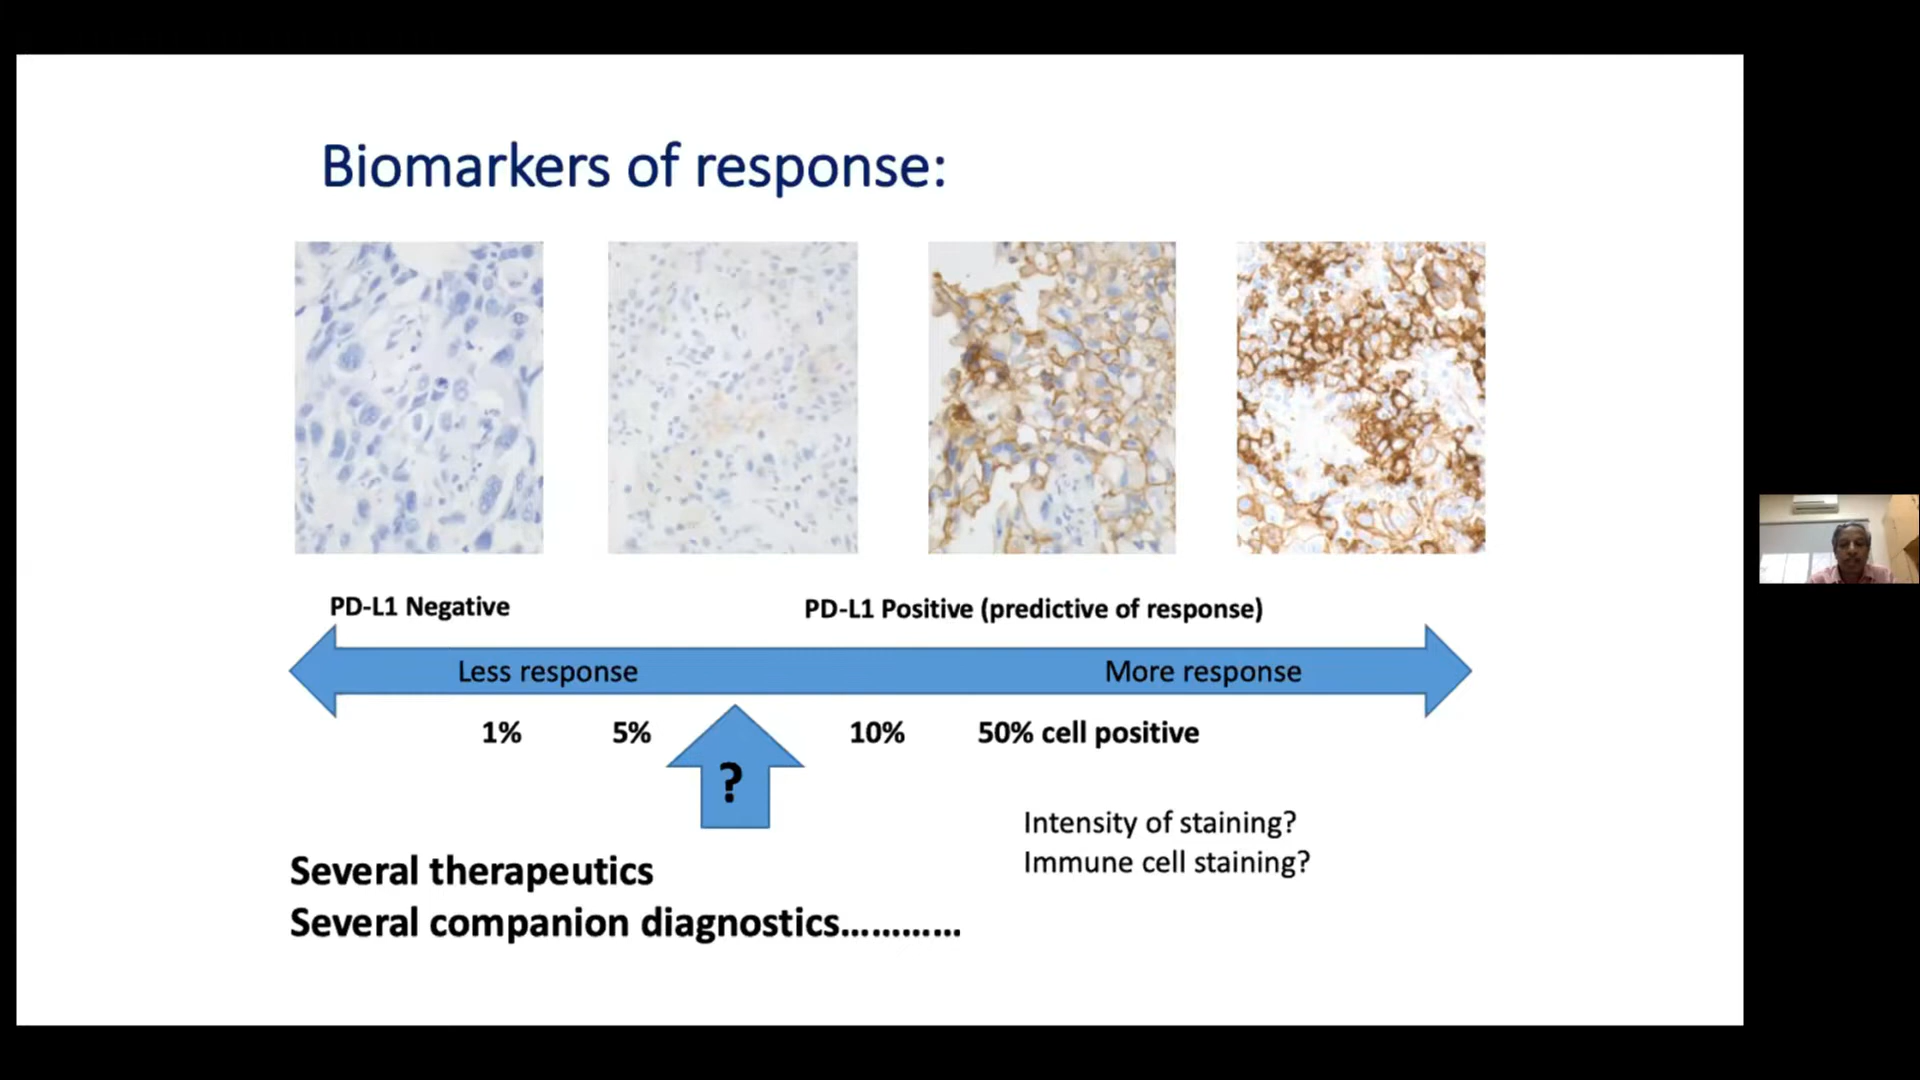 Biomarkers of response:
PD-L1 Negative
PD-L1 Positive (predictive of response)
Less response
More response
1%
5%
10%
50% cell positive
?
Intensity of staining?
Immune cell staining?
Several therapeutics
Several companion diagnostics…………